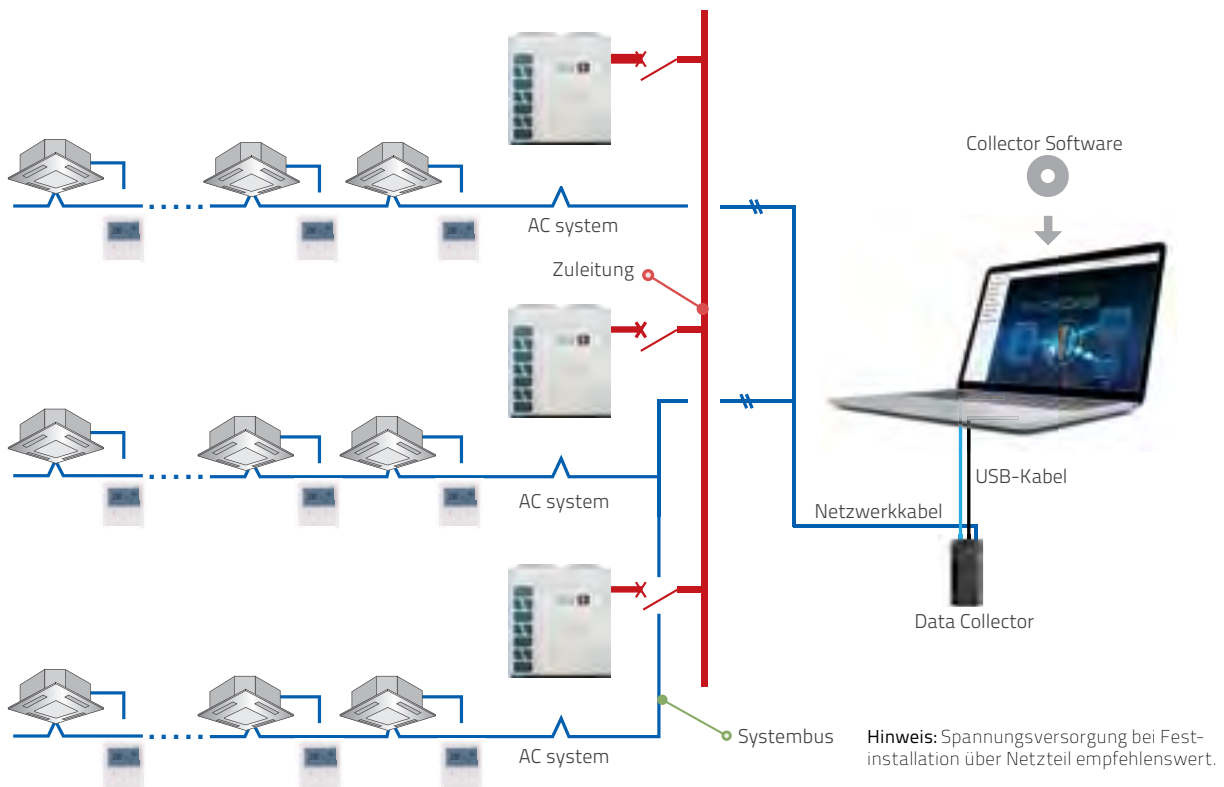 Collector Software
AC system
Zuleitung
AC system
USB-Kabel
Netzwerkkabel
Data Collector
Systembus
AC system
Hinweis: Spannungsversorgung bei Fest-
installation über Netzteil empfehlenswert.